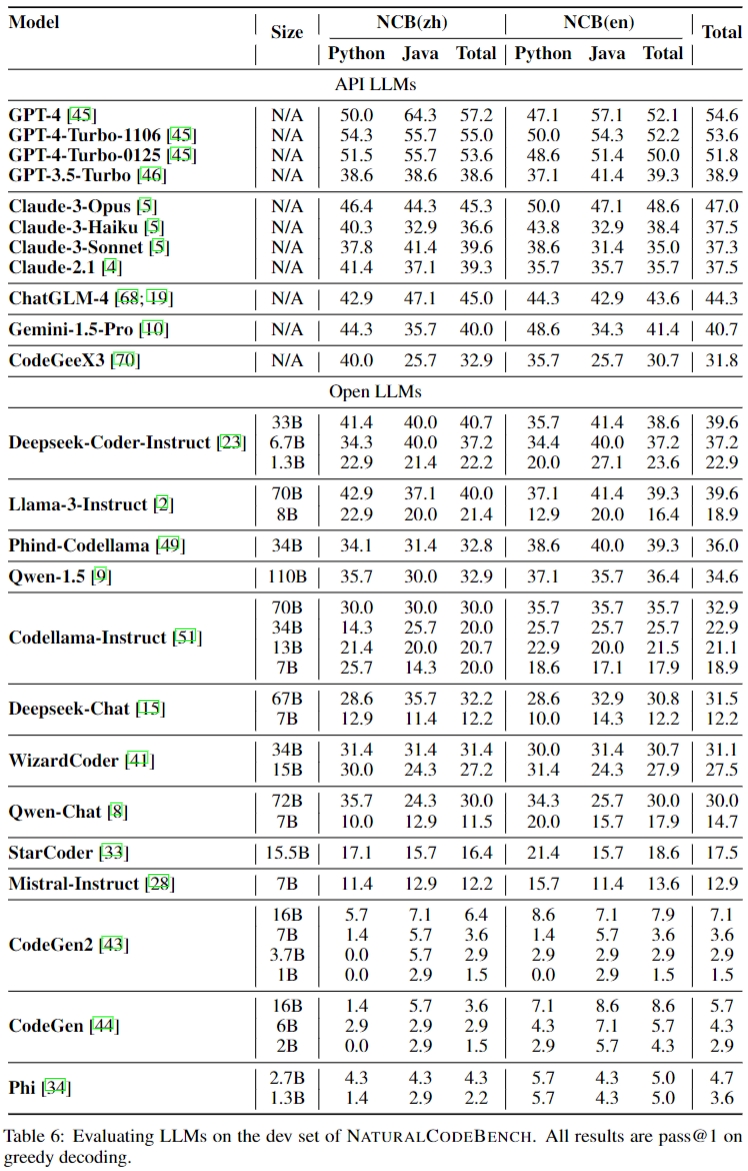 Model Size NCB(zh) NCB(en) Total
Python Java Total Python Java Total
API LLMs
GPT-4 [45] N/A 50.0 64.3 57.2 47.1 57.1 52.1 54.6
GPT-4-Turbo-1106 [45] N/A 54.3 55.7 55.0 50.0 54.3 52.2 53.6
GPT-4-Turbo-0125 [45] N/A 51.5 55.7 53.6 48.6 51.4 50.0 51.8
GPT-3.5-Turbo [46] N/A 38.6 38.6 38.6 37.1 41.4 39.3 38.9
Claude-3-Opus [5] N/A 46.4 44.3 45.3 50.0 47.1 48.6 47.0
Claude-3-Haiku [5] N/A 40.3 32.9 36.6 43.8 32.9 38.4 37.5
Claude-3-Sonnet [5] N/A 37.8 41.4 39.6 38.6 31.4 35.0 37.3
Claude-2.1 [4] N/A 41.4 37.1 39.3 35.7 35.7 35.7 37.5
ChatGLM-4 [68; 19] N/A 42.9 47.1 45.0 44.3 42.9 43.6 44.3
Gemini-1.5-Pro [10] N/A 44.3 35.7 40.0 48.6 34.3 41.4 40.7
CodeGeeX3 [70] N/A 40.0 25.7 32.9 35.7 25.7 30.7 31.8
Open LLMs
Deepseek-Coder-Instruct [23] 33B 41.4 40.0 40.7 35.7 41.4 38.6 39.6
6.7B 34.3 40.0 37.2 34.4 40.0 37.2 37.2
1.3B 22.9 21.4 22.2 20.0 27.1 23.6 22.9
Llama-3-Instruct [2] 70B 42.9 37.1 40.0 37.1 41.4 39.3 39.6
8B 22.9 20.0 21.4 12.9 20.0 16.4 18.9
Phind-Codellama [49] 34B 34.1 31.4 32.8 38.6 40.0 39.3 36.0
Qwen-1.5 [9] 110B 35.7 30.0 32.9 37.1 35.7 36.4 34.6
Codellama-Instruct [51] 70B 30.0 30.0 30.0 35.7 35.7 35.7 32.9
34B 14.3 25.7 20.0 25.7 25.7 25.7 22.9
13B 21.4 20.0 20.7 22.9 20.0 21.5 21.1
7B 25.7 14.3 20.0 18.6 17.1 17.9 18.9
Deepseek-Chat [15] 67B 28.6 35.7 32.2 28.6 32.9 30.8 31.5
7B 12.9 11.4 12.2 10.0 14.3 12.2 12.2
WizardCoder [41] 34B 31.4 31.4 31.4 30.0 31.4 30.7 31.1
15B 30.0 24.3 27.2 31.4 24.3 27.9 27.5
Qwen-Chat [8] 72B 35.7 24.3 30.0 34.3 25.7 30.0 30.0
7B 10.0 12.9 11.5 20.0 15.7 17.9 14.7
StarCoder [33] 15.5B 17.1 15.7 16.4 21.4 15.7 18.6 17.5
Mistral-Instruct [28] 7B 11.4 12.9 12.2 15.7 11.4 13.6 12.9
CodeGen2 [43] 16B 5.7 7.1 6.4 8.6 7.1 7.9 7.1
7B 1.4 5.7 3.6 1.4 5.7 3.6 3.6
3.7B 0.0 5.7 2.9 2.9 2.9 2.9 2.9
1B 0.0 2.9 1.5 0.0 2.9 1.5 1.5
CodeGen [44] 16B 1.4 5.7 3.6 7.1 8.6 8.6 5.7
6B 2.9 2.9 2.9 4.3 7.1 5.7 4.3
2B 0.0 2.9 1.5 2.9 5.7 4.3 2.9
Phi [34] 2.7B 4.3 4.3 4.3 5.7 4.3 5.0 4.7
1.3B 1.4 2.9 2.2 5.7 4.3 5.0 3.6
Table 6: Evaluating LLMs on the dev set of NATURALCODEBENCH. All results are pass@1 on
greedy decoding.